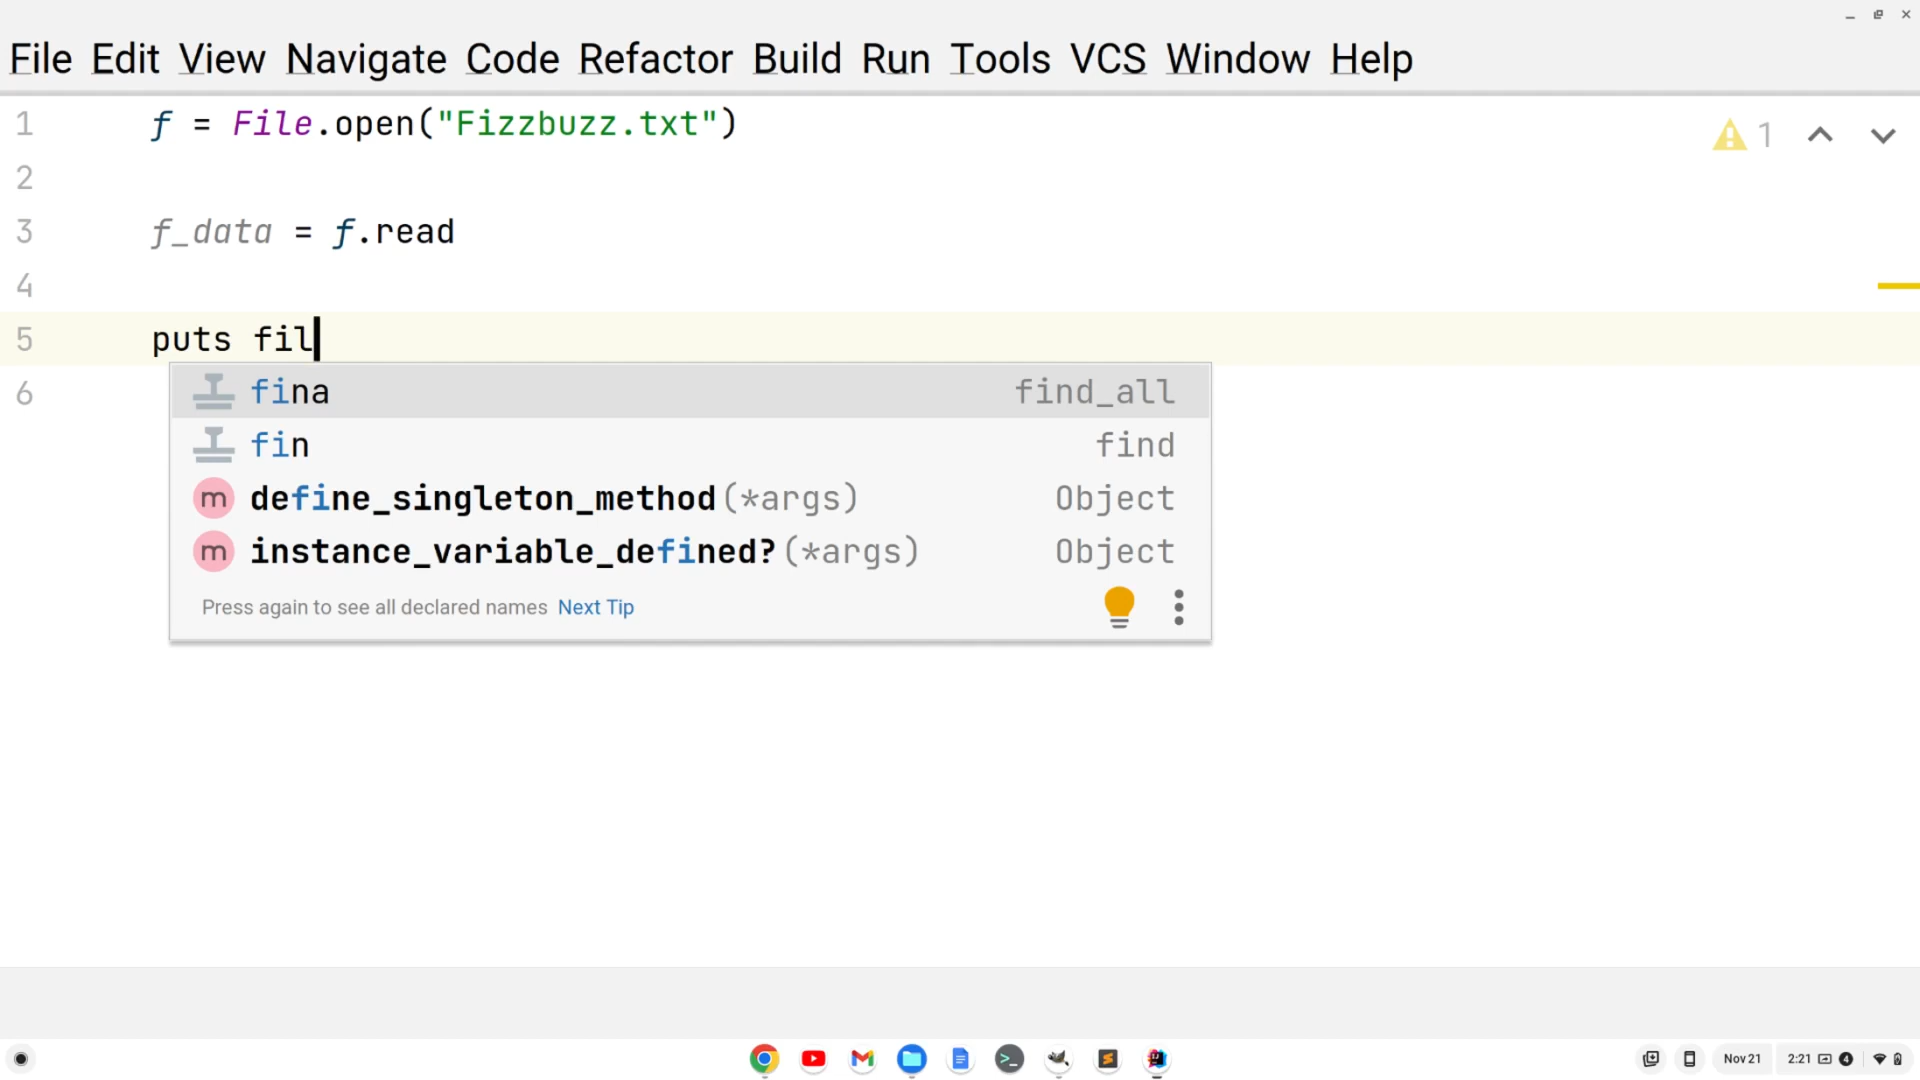 File Edit View Navigate Code Refactor Build Run Tools VCS Window Help
1 f = File.open("Fizzbuzz.txt")
1
2
3 f_data = f.read
4
5 puts fil
6
fina find_all
fin find
m define_singleton_method(*args) Object
m instance_variable_defined?(*args) Object
Press again to see all declared names Next Tip
Nov 21 2:21 4